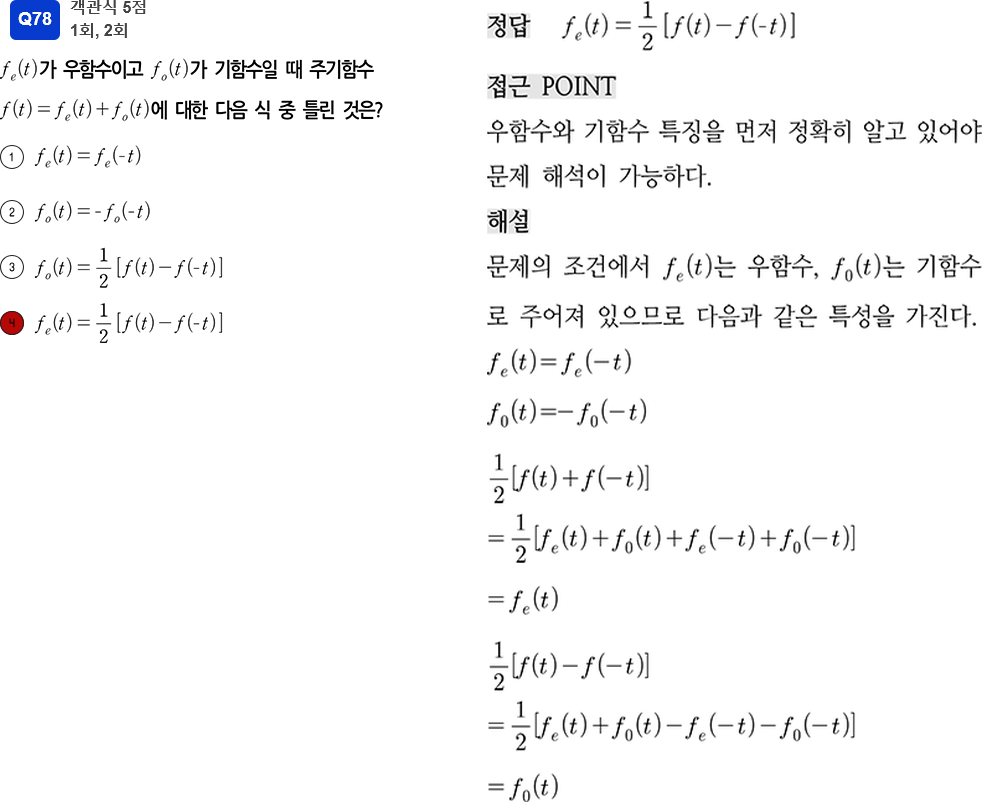 Q78
객관식 5점
1회, 2회
f_e(t)가 우함수이고 f_o(t)가 기함수일 때 주기함수
f(t)=f_e(t)+f_o(t)에 대한 다음 식 중 틀린 것은?
① f_e(t)=f_e(-t)
② f_o(t)=-f_o(-t)
③ f_o(t)=1/2[f(t)-f(-t)]
④ f_e(t)=1/2[f(t)-f(-t)]
정답 f_e(t)=1/2[f(t)-f(-t)]
접근 POINT
우함수와 기함수 특징을 먼저 정확히 알고 있어야
문제 해석이 가능하다.
해설
문제의 조건에서 f_e(t)는 우함수, f_0(t)는 기함수
로 주어져 있으므로 다음과 같은 특성을 가진다.
f_e(t)=f_e(-t)
f_0(t)=-f_0(-t)
1/2[f(t)+f(-t)]
=1/2[f_e(t)+f_0(t)+f_e(-t)+f_0(-t)]
=f_e(t)
1/2[f(t)-f(-t)]
=1/2[f_e(t)+f_0(t)-f_e(-t)-f_0(-t)]
=f_0(t)